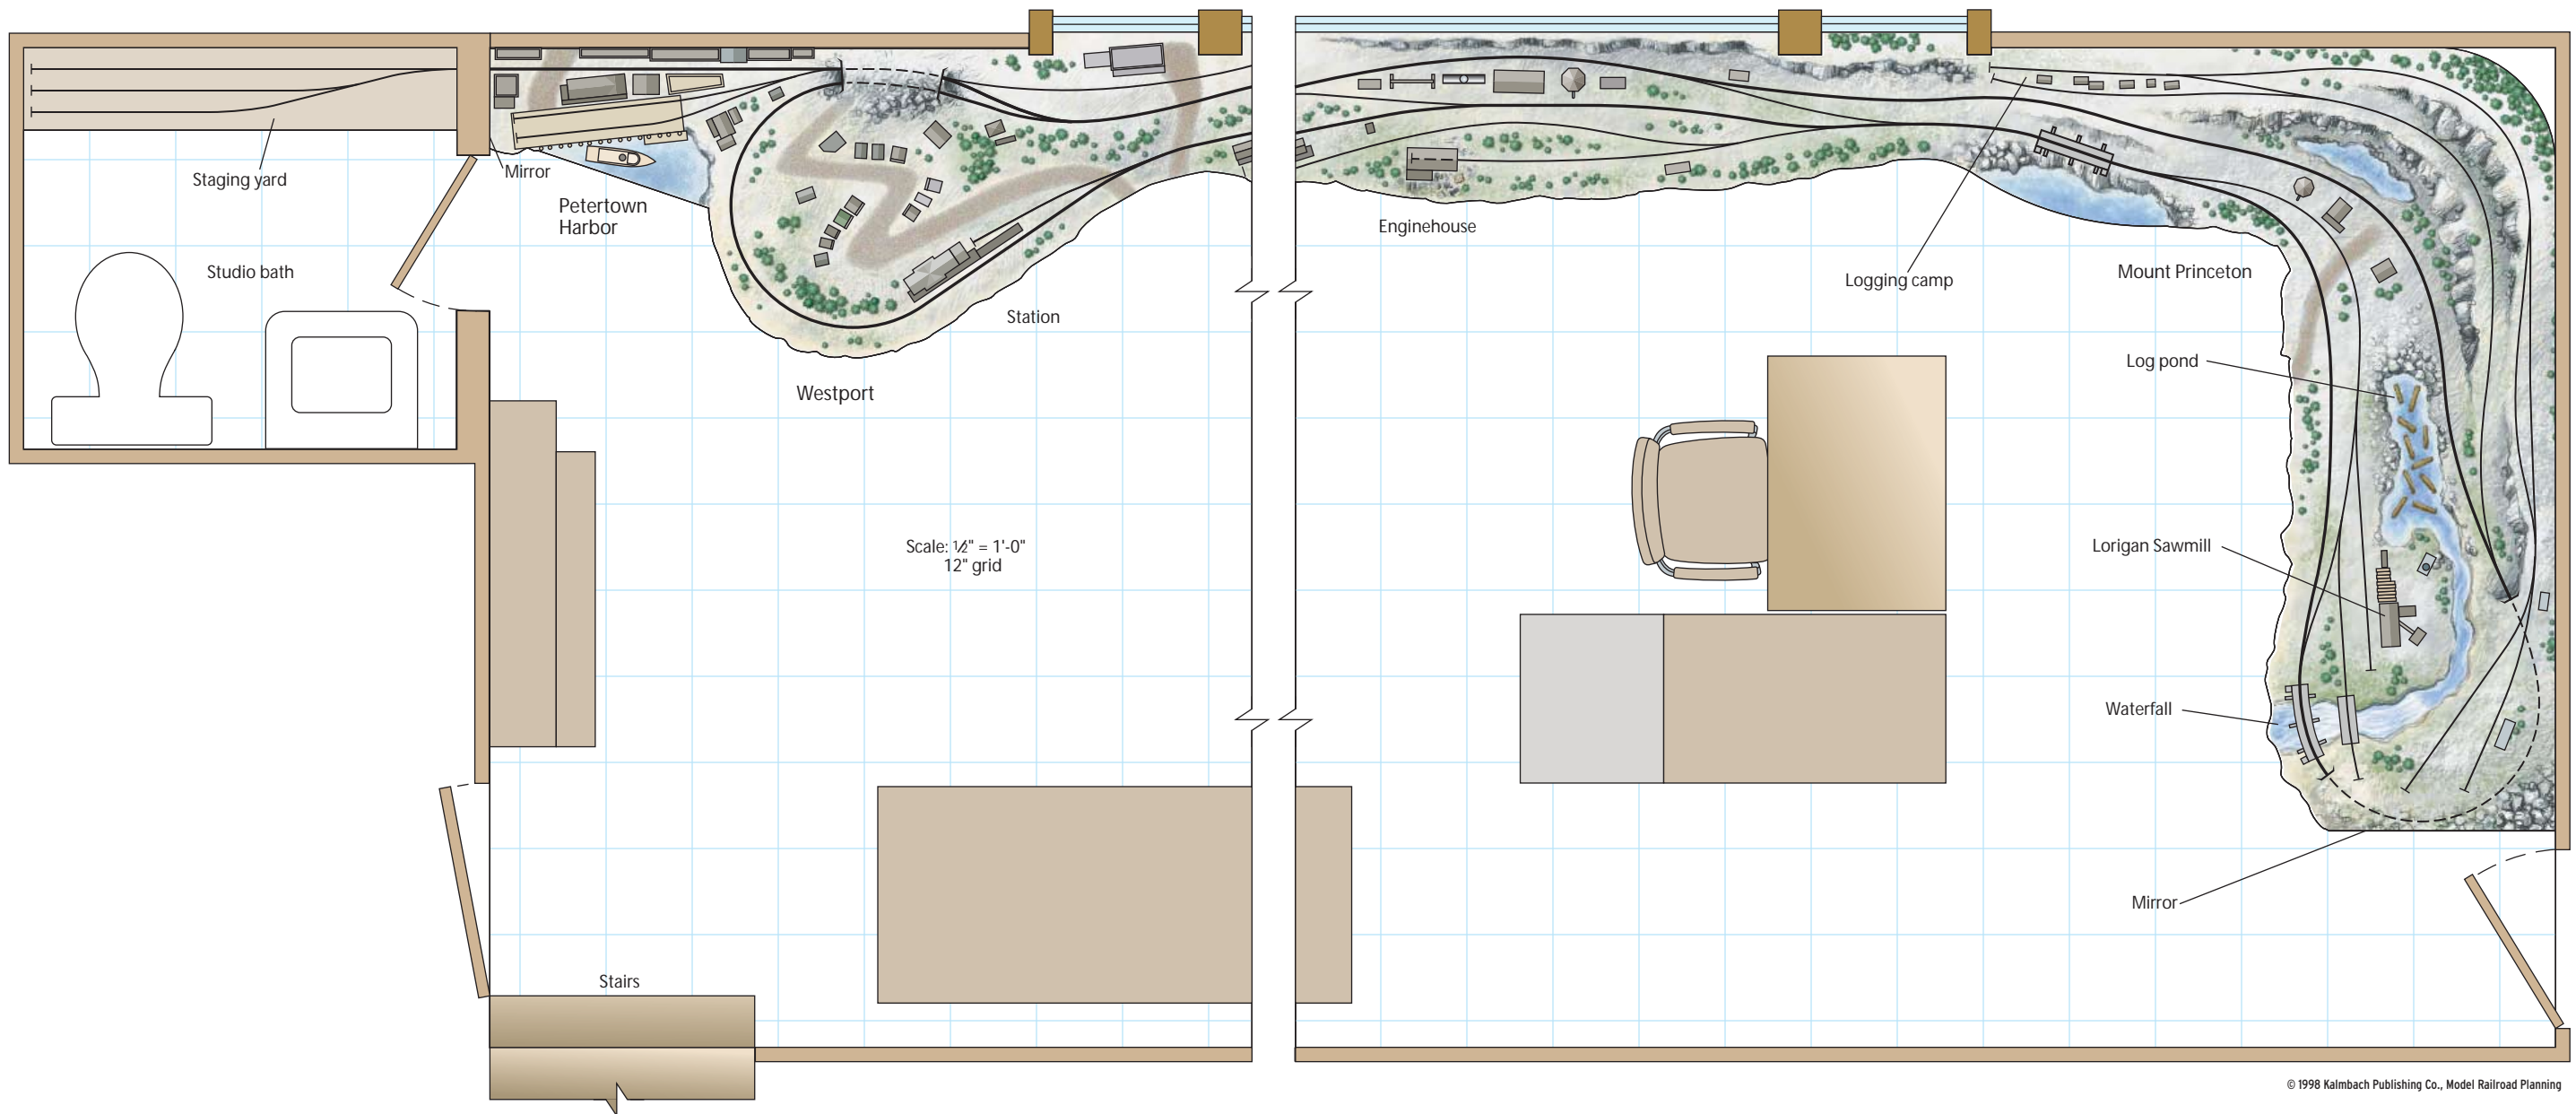 Staging yard
Mirror
Petertown
Harbor
Studio bath
Station
Westport
Enginehouse
Logging camp
Mount Princeton
Log pond
Scale: ½" = 1'-0"
12" grid
Lorigan Sawmill
Waterfall
Mirror
Stairs
© 1998 Kalmbach Publishing Co., Model Railroad Planning